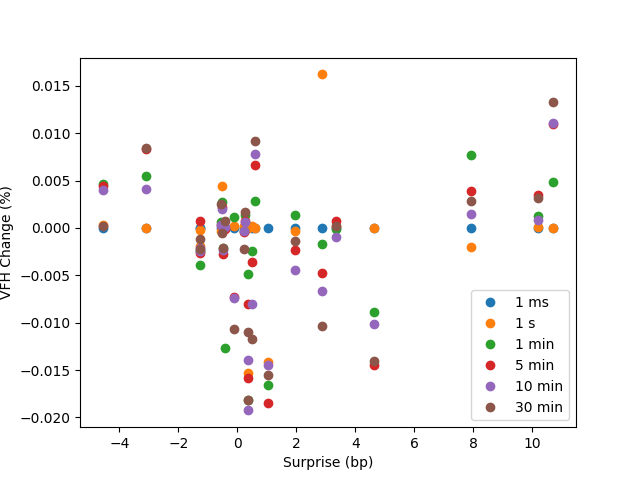 0.015
0.010
0.005
0.000
−0.005
−0.010
−0.015
−0.020
VFH Change (%)
−4
−2
0
2
4
6
8
10
Surprise (bp)
1 ms
1 s
1 min
5 min
10 min
30 min